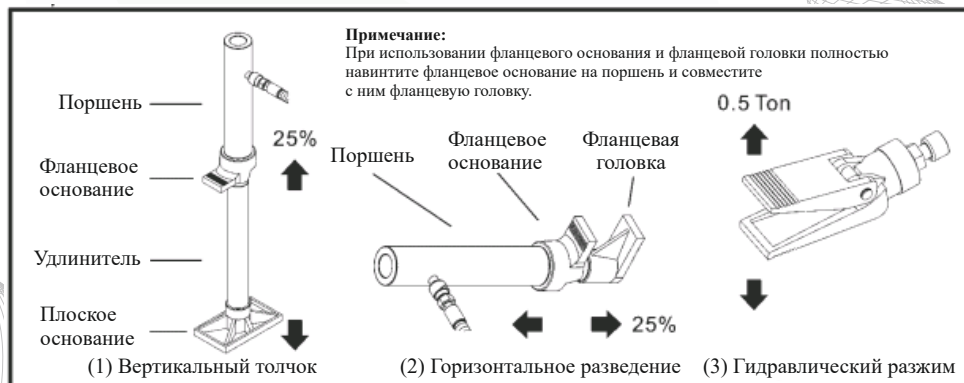 Примечание:
При использовании фланцевого основания и фланцевой головки полностью
навинтите фланцевое основание на поршень и совместите
с ним фланцевую головку.
Поршень
25%
Фланцевое
основание
Удлинитель
Плоское
основание
(1) Вертикальный толчок
Поршень
Фланцевое
основание
Фланцевая
головка
25%
(2) Горизонтальное разведение
0.5 Ton
(3) Гидравлический разжим